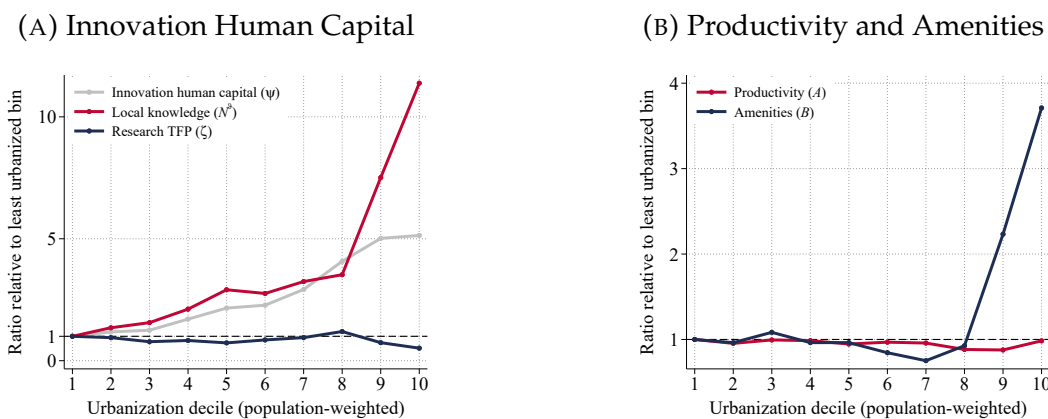 (A) Innovation Human Capital
Ratio relative to least urbanized bin
10
5
1
0
Innovation human capital (ψ)
Local knowledge (Nᵃ)
Research TFP (ζ)
1 2 3 4 5 6 7 8 9 10
Urbanization decile (population-weighted)
(B) Productivity and Amenities
Ratio relative to least urbanized bin
4
3
2
1
Productivity (A)
Amenities (B)
1 2 3 4 5 6 7 8 9 10
Urbanization decile (population-weighted)